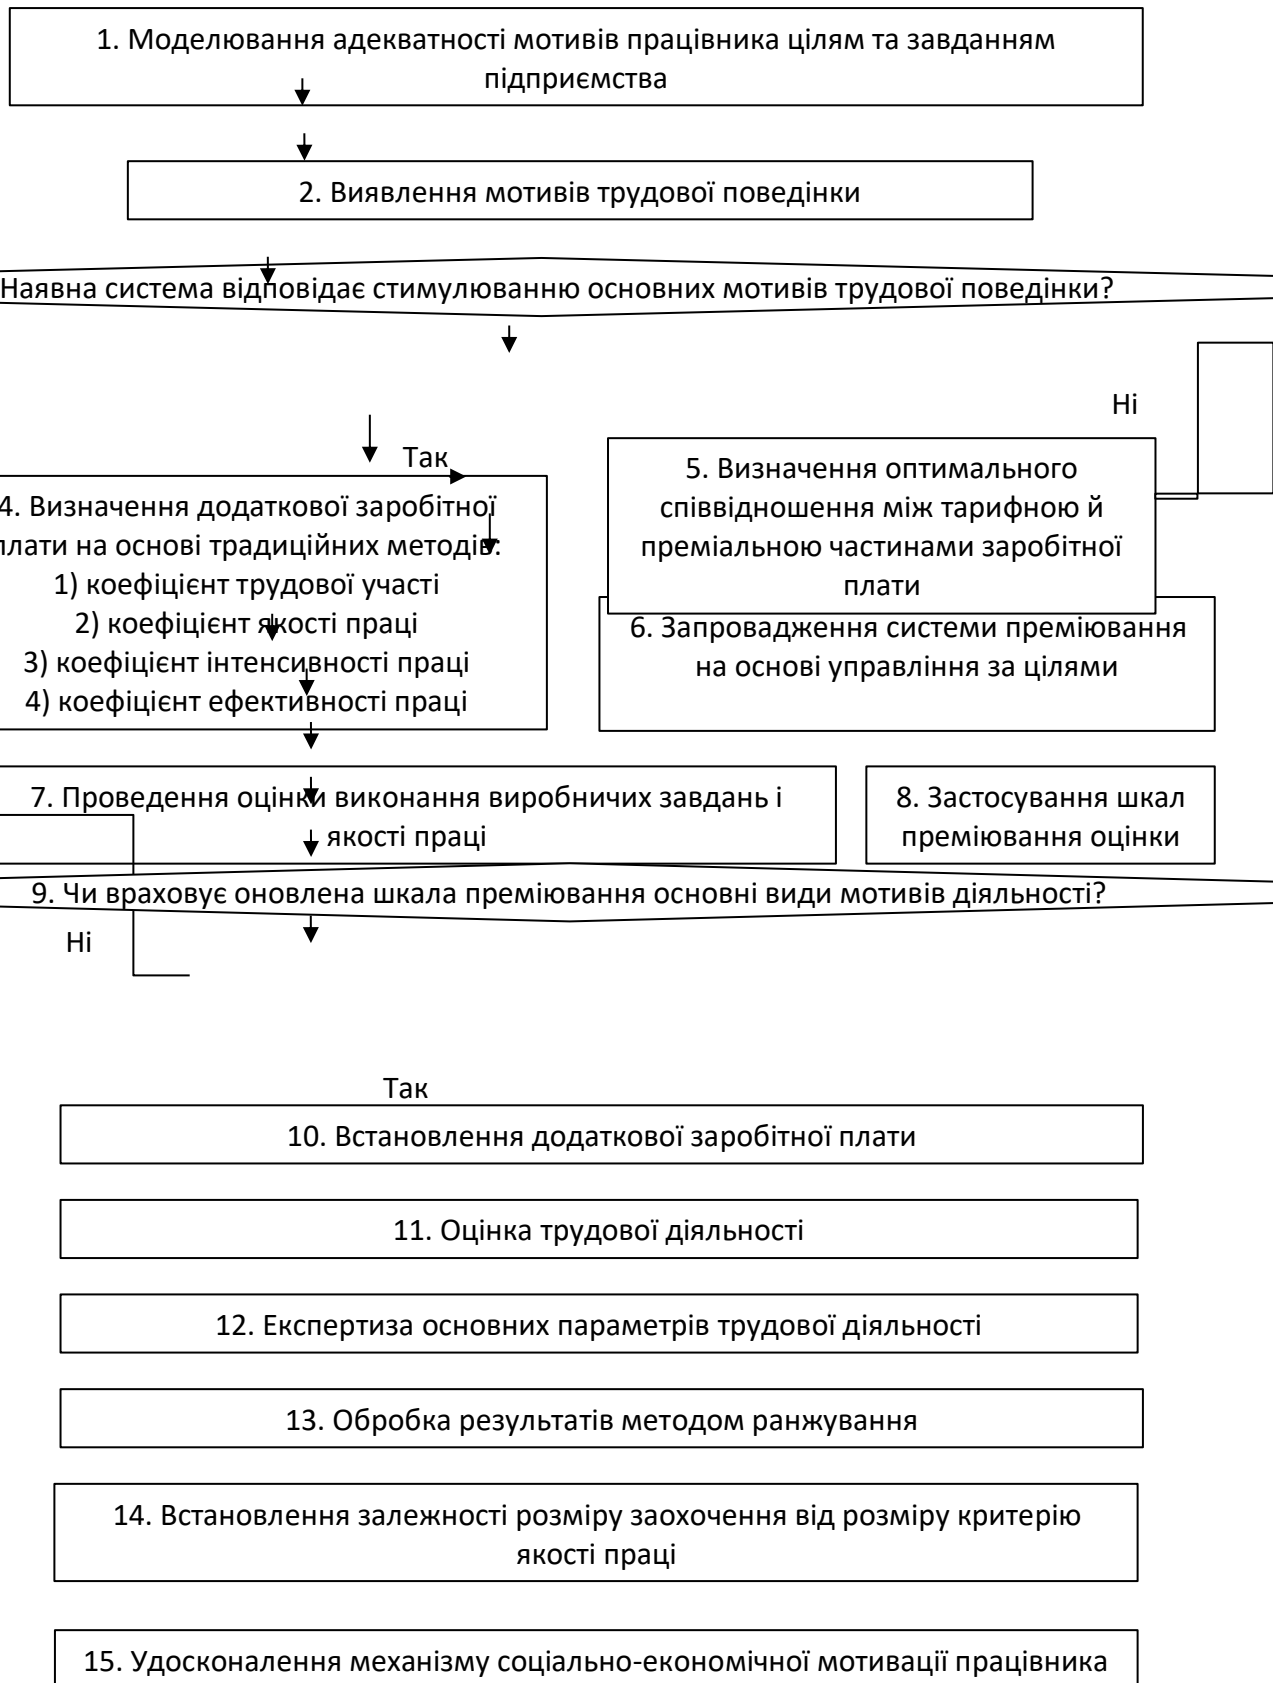 1. Моделювання адекватності мотивів працівника цілям та завданням
підприємства
2. Виявлення мотивів трудової поведінки
Наявна система відповідає стимулюванню основних мотивів трудової поведінки?
Ні
Так
4. Визначення додаткової заробітної
плати на основі традиційних методів:
1) коефіцієнт трудової участі
2) коефіцієнт якості праці
3) коефіцієнт інтенсивності праці
4) коефіцієнт ефективності праці
5. Визначення оптимального
співвідношення між тарифною й
преміальною частинами заробітної
плати
6. Запровадження системи преміювання
на основі управління за цілями
7. Проведення оцінки виконання виробничих завдань і
якості праці
8. Застосування шкал
преміювання оцінки
9. Чи враховує оновлена шкала преміювання основні види мотивів діяльності?
Ні
Так
10. Встановлення додаткової заробітної плати
11. Оцінка трудової діяльності
12. Експертиза основних параметрів трудової діяльності
13. Обробка результатів методом ранжування
14. Встановлення залежності розміру заохочення від розміру критерію
якості праці
15. Удосконалення механізму соціально-економічної мотивації працівника